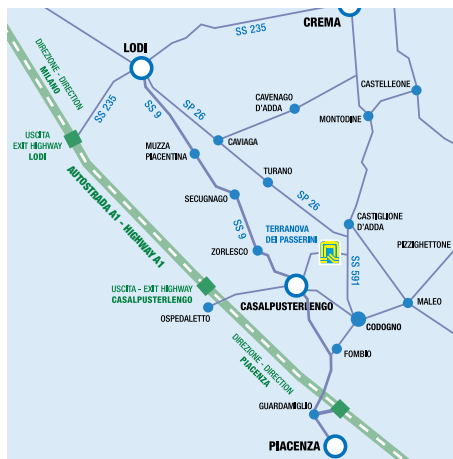 CREMA
SS 235
LODI
DIREZIONE - DIRECTION
MILANO
SS 235
SS 9
SP 26
CASTELLEONE
CAVENAGO
D'ADDA
MONTODINE
USCITA
EXIT HIGHWAY
LODI
CAVIAGA
MUZZA
PIACENTINA
TURANO
AUTOSTRADA A1 - HIGHWAY A1
SECUGNAGO
SP 26
CASTIGLIONE
D'ADDA
SS 9
TERRANOVA
DEI PASSERINI
PIZZIGHETTONE
ZORLESCO
SS 591
USCITA - EXIT HIGHWAY
CASALPUSTERLENGO
CASALPUSTERLENGO
MALEO
OSPEDALETTO
CODOGNO
DIREZIONE - DIRECTION
PIACENZA
FOMBIO
GUARDAMIGLIO
PIACENZA